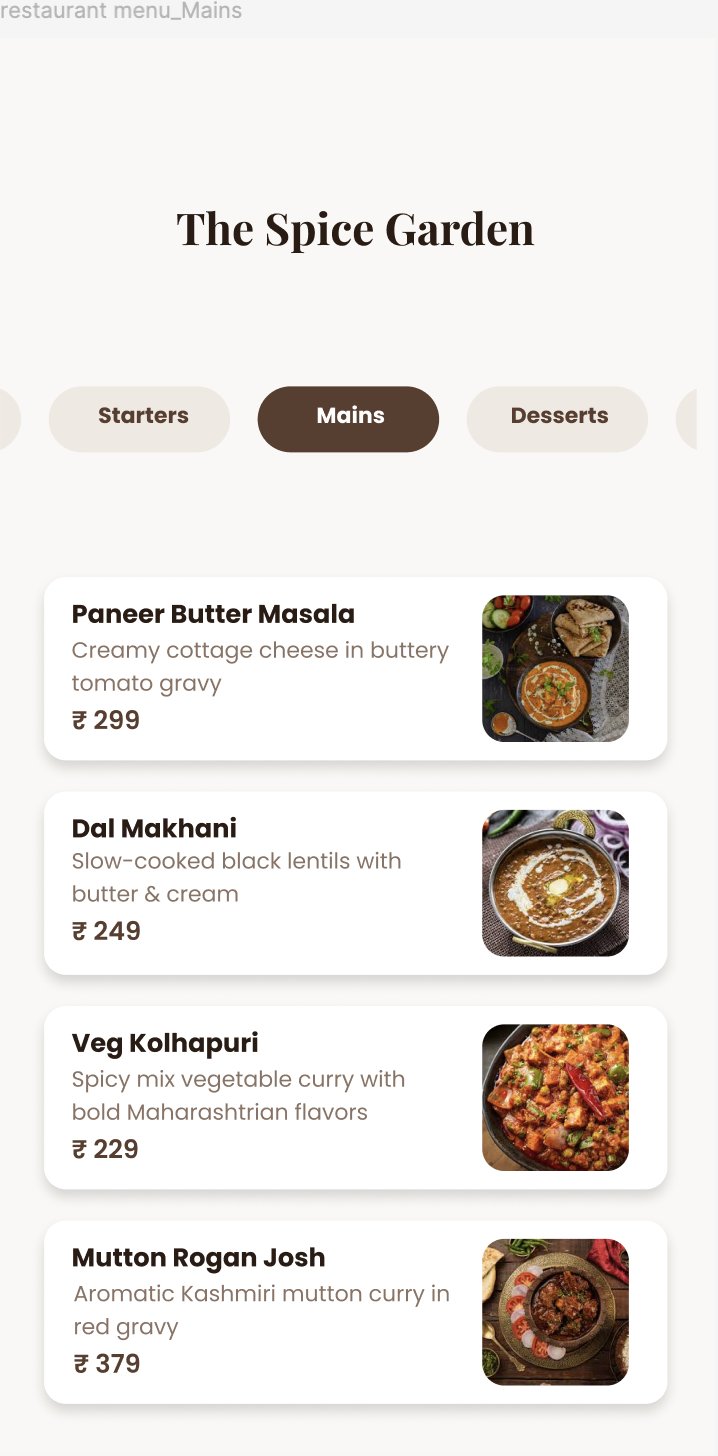 restaurant menu_Mains
The Spice Garden
Starters
Mains
Desserts
Paneer Butter Masala
Creamy cottage cheese in buttery
tomato gravy
₹ 299
Dal Makhani
Slow-cooked black lentils with
butter & cream
₹ 249
Veg Kolhapuri
Spicy mix vegetable curry with
bold Maharashtrian flavors
₹ 229
Mutton Rogan Josh
Aromatic Kashmiri mutton curry in
red gravy
₹ 379